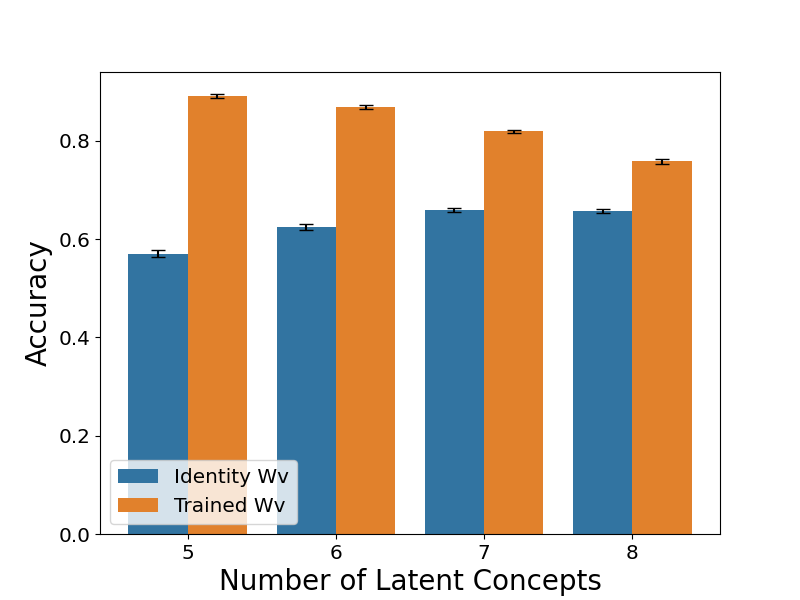 0.8
0.6
0.4
0.2
0.0
Accuracy
Identity Wv
Trained Wv
5 6 7 8
Number of Latent Concepts